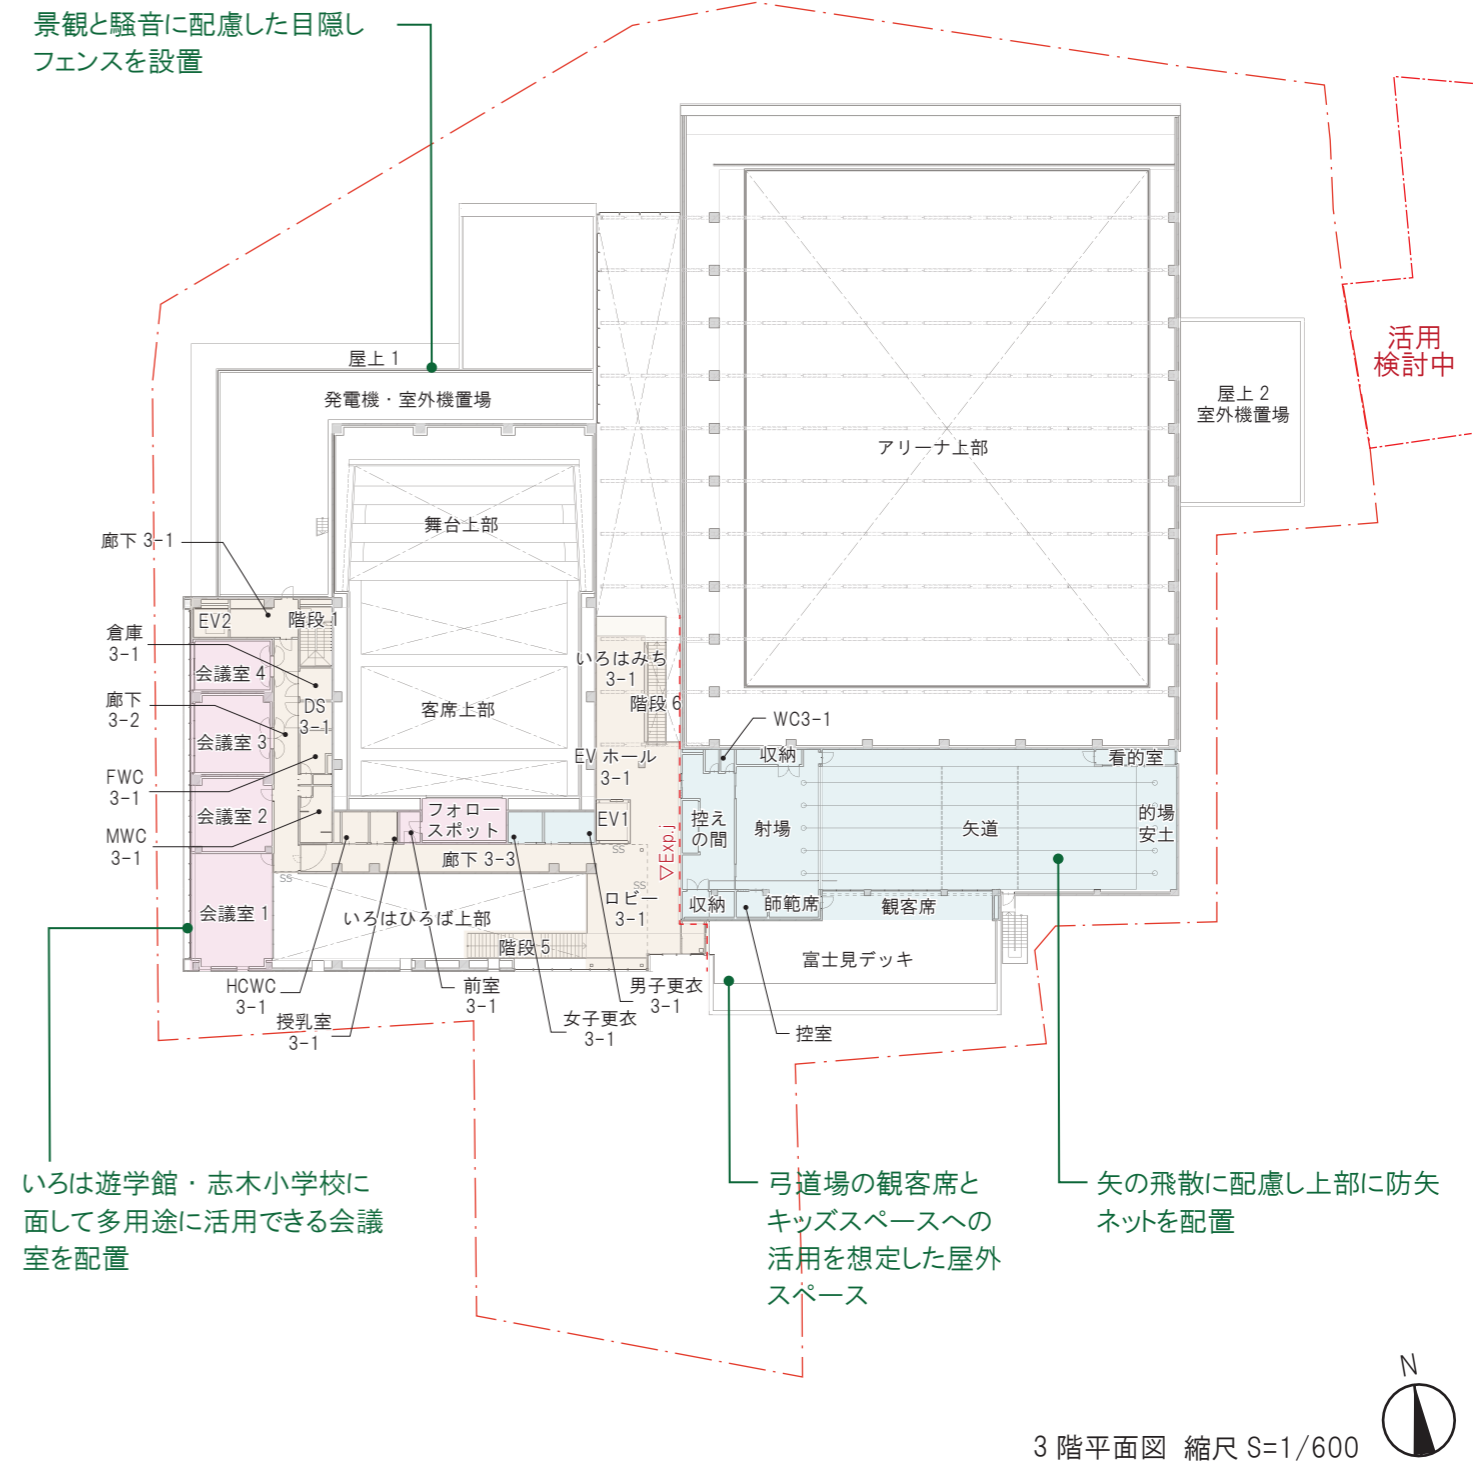 景観と騒音に配慮した目隠し
フェンスを設置
活用
検討中
屋上 1
発電機・室外機置場
屋上 2
室外機置場
アリーナ上部
舞台上部
廊下 3-1
EV2
階段 1
倉庫
3-1
会議室 4
いろはみち
3-1
廊下
3-2
DS
3-1
客席上部
階段 6
WC3-1
会議室 3
EV ホール
3-1
収納
看的室
FWC
3-1
会議室 2
フォロー
スポット
EV1
控え
の間
射場
矢道
的場
安土
MWC
3-1
廊下 3-3
SS
▽Exp.j
SS
SS
会議室 1
いろはひろば上部
ロビー
3-1
収納
師範席
観客席
階段 5
富士見デッキ
HCWC
3-1
授乳室
3-1
前室
3-1
女子更衣
3-1
男子更衣
3-1
控室
いろは遊学館・志木小学校に
面して多用途に活用できる会議
室を配置
弓道場の観客席と
キッズスペースへの
活用を想定した屋外
スペース
矢の飛散に配慮し上部に防矢
ネットを配置
N
3 階平面図 縮尺 S=1/600